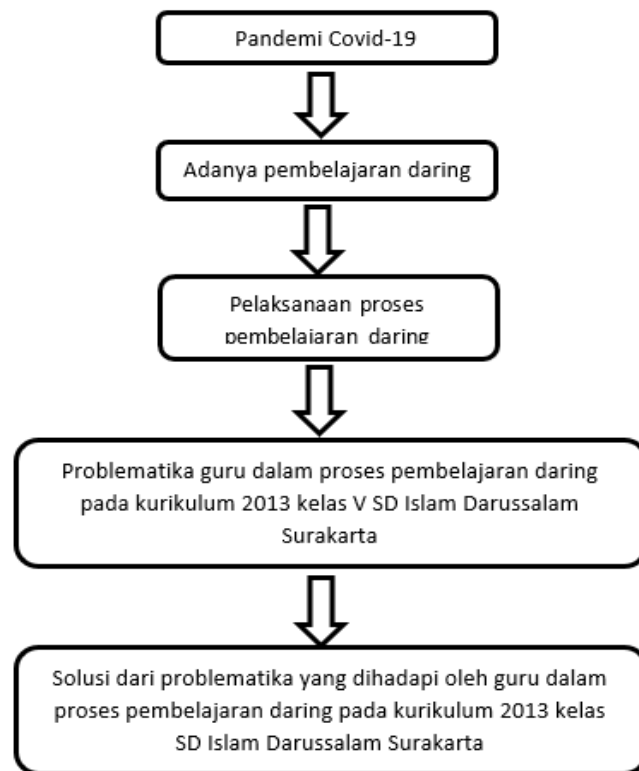 Pandemi Covid-19
Adanya pembelajaran daring
Pelaksanaan proses
pembelajaran daring
Problematika guru dalam proses pembelajaran daring
pada kurikulum 2013 kelas V SD Islam Darussalam
Surakarta
Solusi dari problematika yang dihadapi oleh guru dalam
proses pembelajaran daring pada kurikulum 2013 kelas
SD Islam Darussalam Surakarta